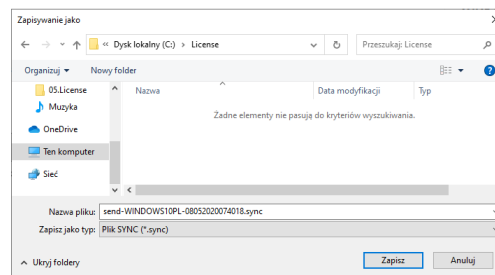 Zapisywanie jako
« Dysk lokalny (C:) › License
Przeszukaj: License
Organizuj
Nowy folder
05.License
Muzyka
OneDrive
Ten komputer
Sieć
Nazwa
Data modyfikacji
Typ
Żadne elementy nie pasują do kryteriów wyszukiwania.
Nazwa pliku: send-WINDOWS10PL-08052020074018.sync
Zapisz jako typ: Plik SYNC (*.sync)
Ukryj foldery
Zapisz
Anuluj